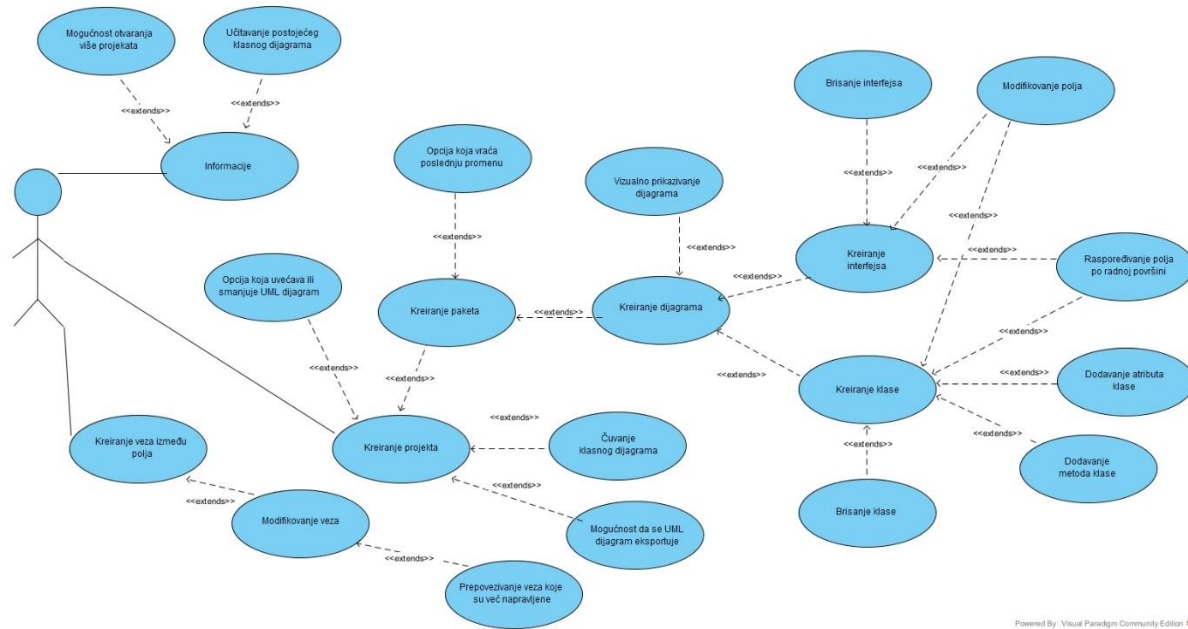 Mogućnost otvaranja
više projekata
Učitavanje postojećeg
klasnog dijagrama
<<extends>>
<<extends>>
Informacije
Opcija koja vraća
poslednju promenu
<<extends>>
Vizualno prikazivanje
dijagrama
<<extends>>
Brisanje interfejsa
Modifikovanje polja
<<extends>>
<<extends>>
<<extends>>
Kreiranje
interfejsa
<<extends>>
Raspoređivanje polja
po radnoj površini
<<extends>>
<<extends>>
Opcija koja uvećava ili
smanjuje UML dijagram
<<extends>>
Kreiranje paketa
<<extends>>
Kreiranje dijagrama
<<extends>>
<<extends>>
Kreiranje klase
<<extends>>
Dodavanje atributa
klase
<<extends>>
Dodavanje
metoda klase
<<extends>>
Brisanje klase
Kreiranje veza između
polja
Kreiranje projekta
<<extends>>
Čuvanje
klasnog dijagrama
<<extends>>
Mogućnost da se UML
dijagram eksportuje
<<extends>>
Modifikovanje veza
<<extends>>
Prepovezivanje veza koje
su već napravljene
Powered By: Visual Paradigm Community Edition